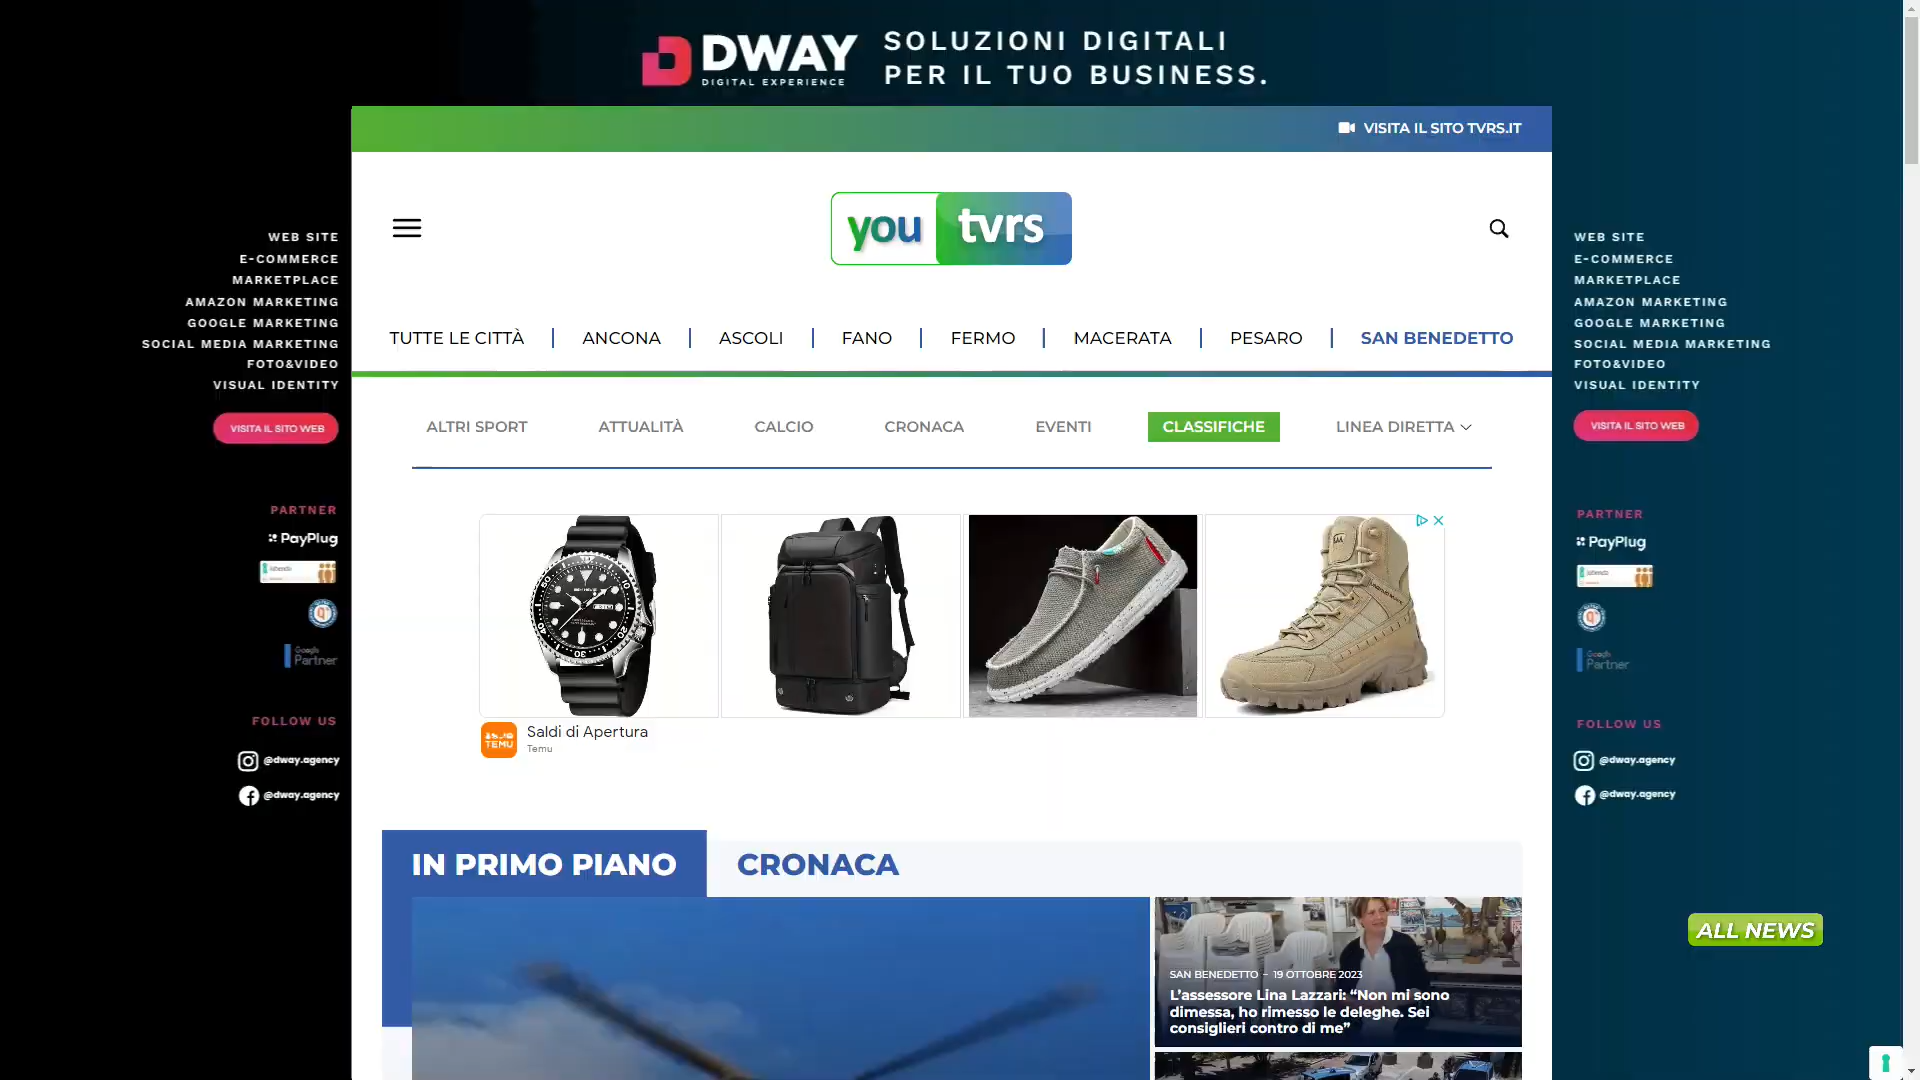 DWAY
DIGITAL EXPERIENCE
SOLUZIONI DIGITALI
PER IL TUO BUSINESS.
VISITA IL SITO TVRS.IT
you tvrs
TUTTE LE CITTÀ
ANCONA
ASCOLI
FANO
FERMO
MACERATA
PESARO
SAN BENEDETTO
ALTRI SPORT
ATTUALITÀ
CALCIO
CRONACA
EVENTI
CLASSIFICHE
LINEA DIRETTA
WEB SITE
E-COMMERCE
MARKETPLACE
AMAZON MARKETING
GOOGLE MARKETING
SOCIAL MEDIA MARKETING
FOTO&VIDEO
VISUAL IDENTITY
VISITA IL SITO WEB
PARTNER
PayPlug
Google
Partner
FOLLOW US
@dway.agency
@dway.agency
TEMU
Saldi di Apertura
Temu
IN PRIMO PIANO
CRONACA
SAN BENEDETTO – 19 OTTOBRE 2023
L’assessore Lina Lazzari: “Non mi sono
dimessa, ho rimesso le deleghe. Sei
consiglieri contro di me”
WEB SITE
E-COMMERCE
MARKETPLACE
AMAZON MARKETING
GOOGLE MARKETING
SOCIAL MEDIA MARKETING
FOTO&VIDEO
VISUAL IDENTITY
VISITA IL SITO WEB
PARTNER
PayPlug
Google
Partner
FOLLOW US
@dway.agency
@dway.agency
ALL NEWS